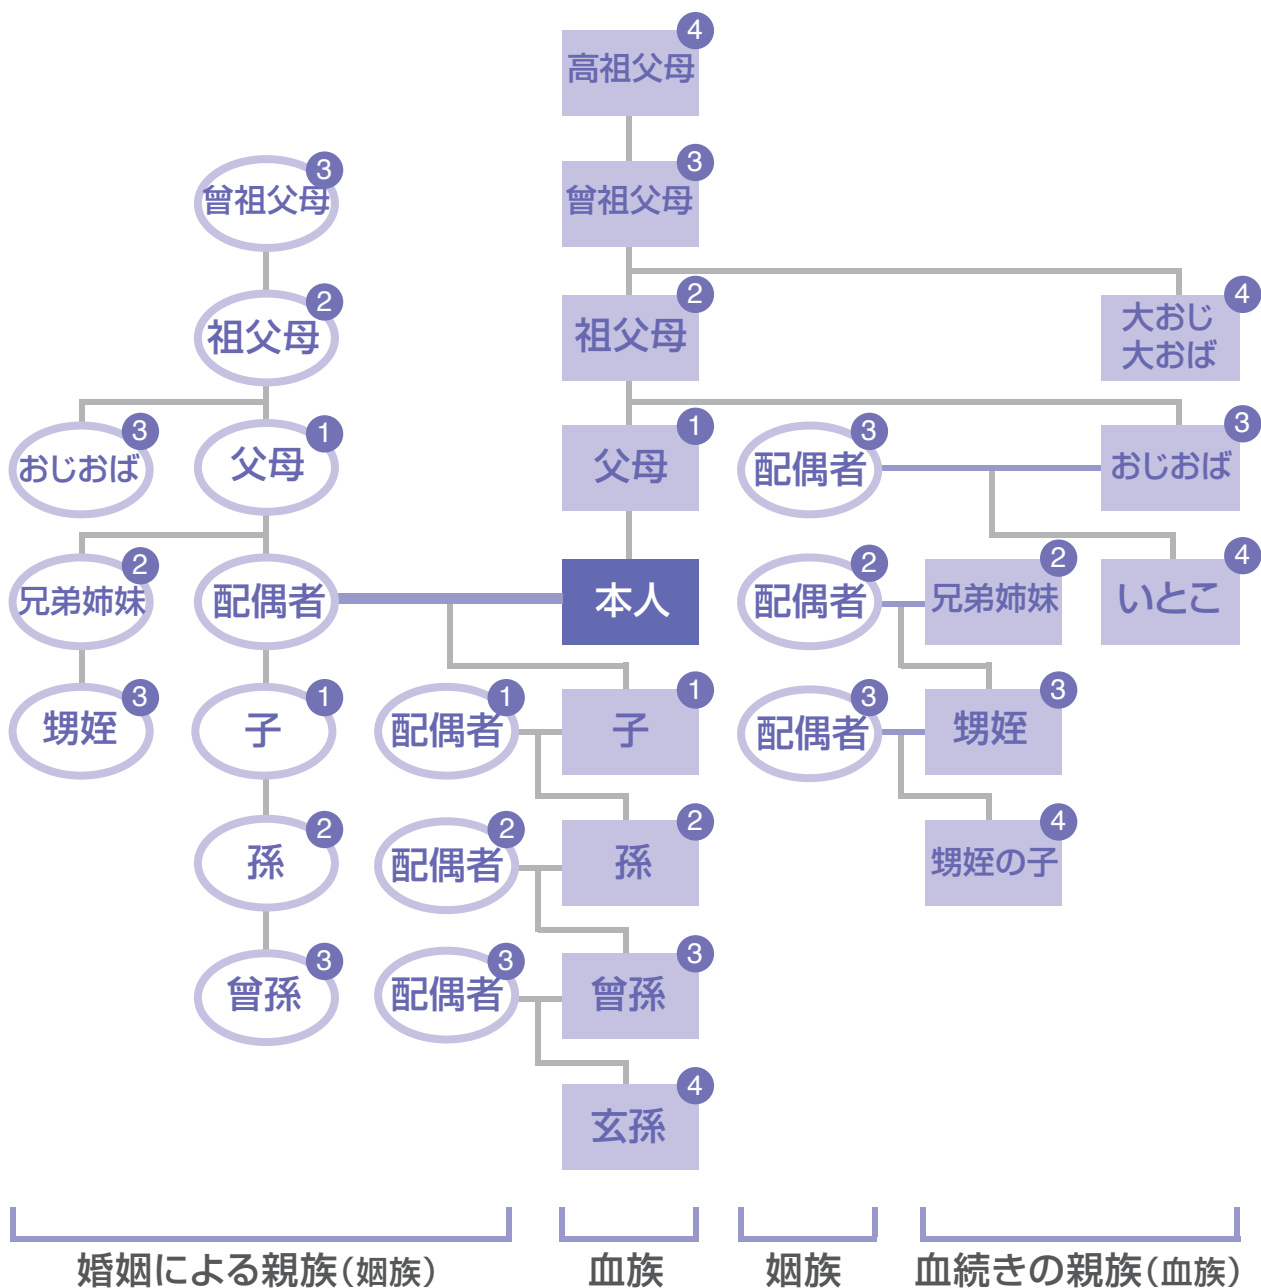 4
高祖父母
3
曾祖父母
3
曾祖父母
2
祖父母
2
祖父母
4
大おじ
大おば
3
おじおば
1
父母
1
父母
3
配偶者
3
おじおば
2
兄弟姉妹
配偶者
本人
2
配偶者
2
兄弟姉妹
4
いとこ
3
甥姪
1
子
1
配偶者
1
子
3
配偶者
3
甥姪
2
孫
2
配偶者
2
孫
4
甥姪の子
3
曾孫
3
配偶者
3
曾孫
4
玄孫
婚姻による親族(姻族)
血族
姻族
血続きの親族(血族)